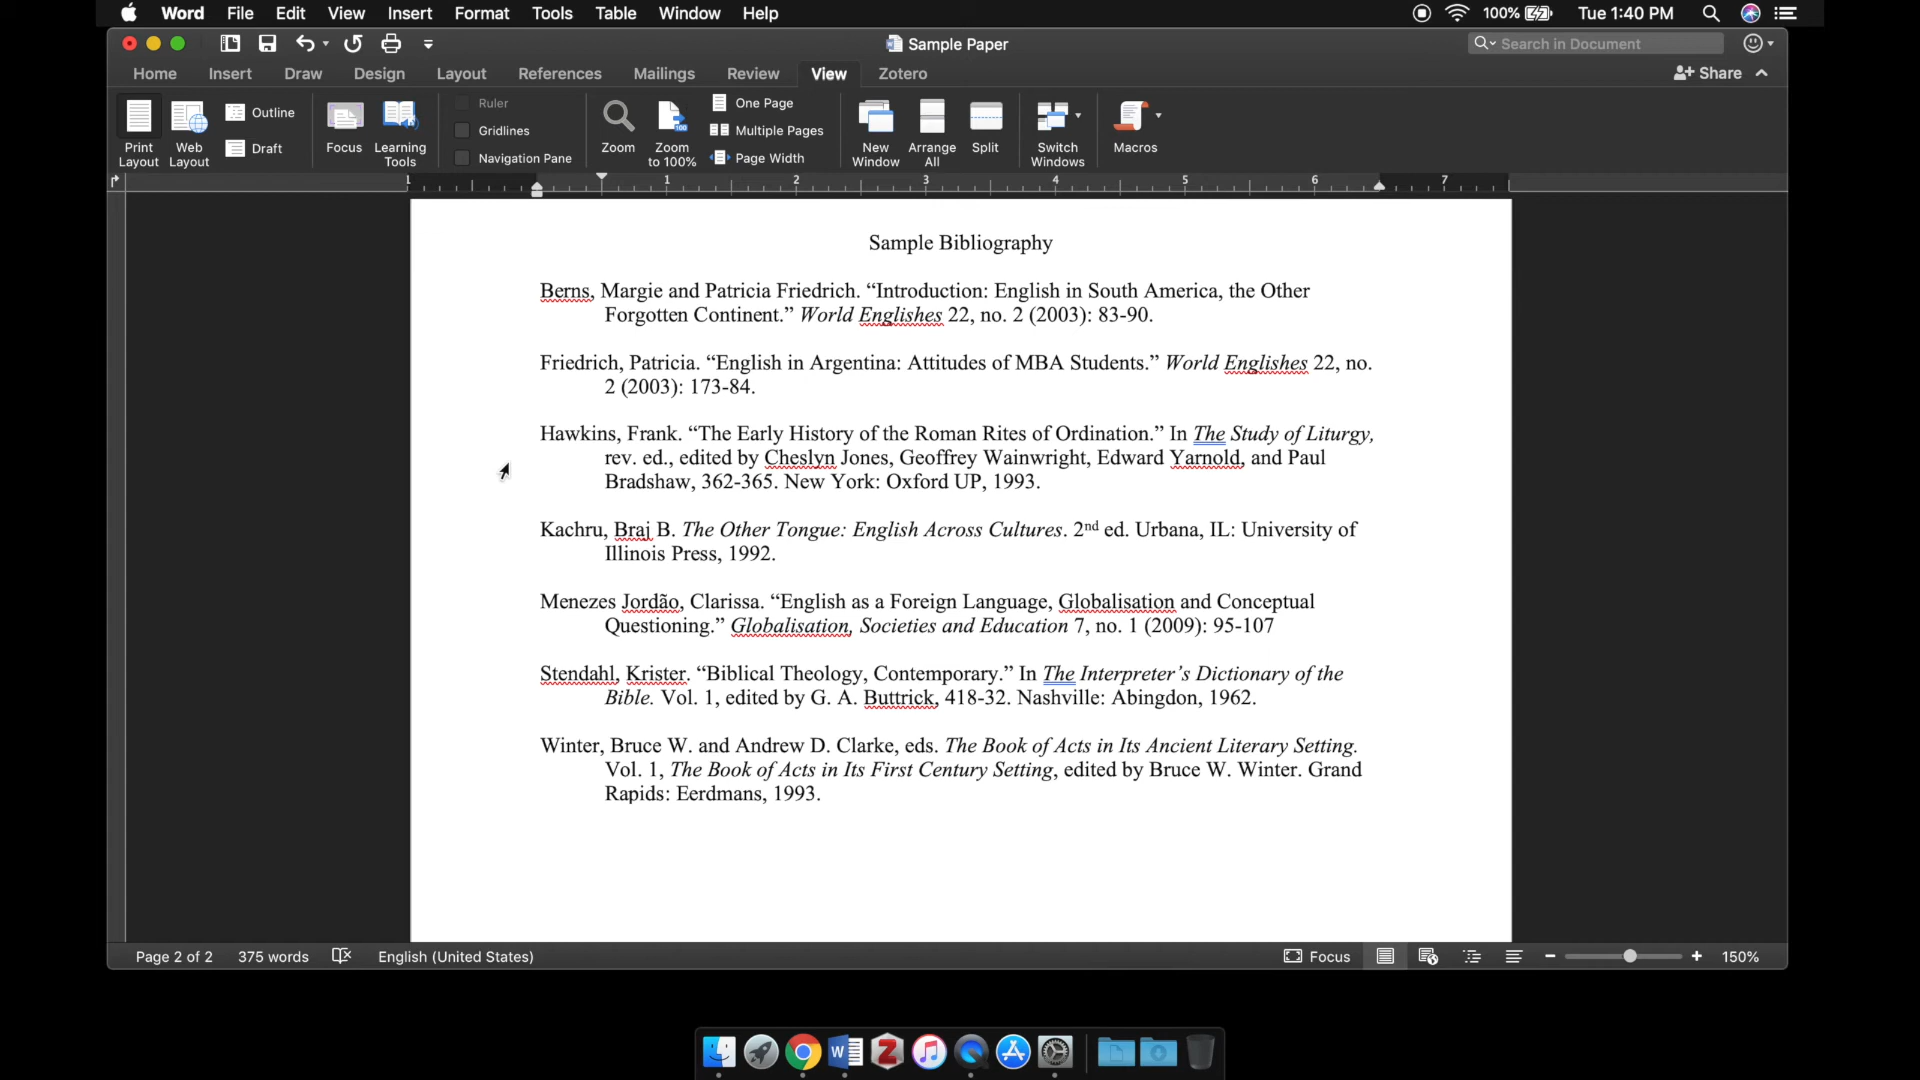 Word File Edit View Insert Format Tools Table Window Help 100% Tue 1:40 PM
Sample Paper Search in Document
Home Insert Draw Design Layout References Mailings Review View Zotero Share
Print Layout
Web Layout
Outline
Draft
Focus
Learning Tools
Ruler
Gridlines
Navigation Pane
Zoom
Zoom to 100%
One Page
Multiple Pages
Page Width
New Window
Arrange All
Split
Switch Windows
Macros
1 1 2 3 4 5 6 7
Sample Bibliography
Berns, Margie and Patricia Friedrich. “Introduction: English in South America, the Other
Forgotten Continent.” World Englishes 22, no. 2 (2003): 83-90.
Friedrich, Patricia. “English in Argentina: Attitudes of MBA Students.” World Englishes 22, no.
2 (2003): 173-84.
Hawkins, Frank. “The Early History of the Roman Rites of Ordination.” In The Study of Liturgy,
rev. ed., edited by Cheslyn Jones, Geoffrey Wainwright, Edward Yarnold, and Paul
Bradshaw, 362-365. New York: Oxford UP, 1993.
Kachru, Braj B. The Other Tongue: English Across Cultures. 2nd ed. Urbana, IL: University of
Illinois Press, 1992.
Menezes Jordão, Clarissa. “English as a Foreign Language, Globalisation and Conceptual
Questioning.” Globalisation, Societies and Education 7, no. 1 (2009): 95-107
Stendahl, Krister. “Biblical Theology, Contemporary.” In The Interpreter’s Dictionary of the
Bible. Vol. 1, edited by G. A. Buttrick, 418-32. Nashville: Abingdon, 1962.
Winter, Bruce W. and Andrew D. Clarke, eds. The Book of Acts in Its Ancient Literary Setting.
Vol. 1, The Book of Acts in Its First Century Setting, edited by Bruce W. Winter. Grand
Rapids: Eerdmans, 1993.
Page 2 of 2 375 words English (United States) Focus 150%